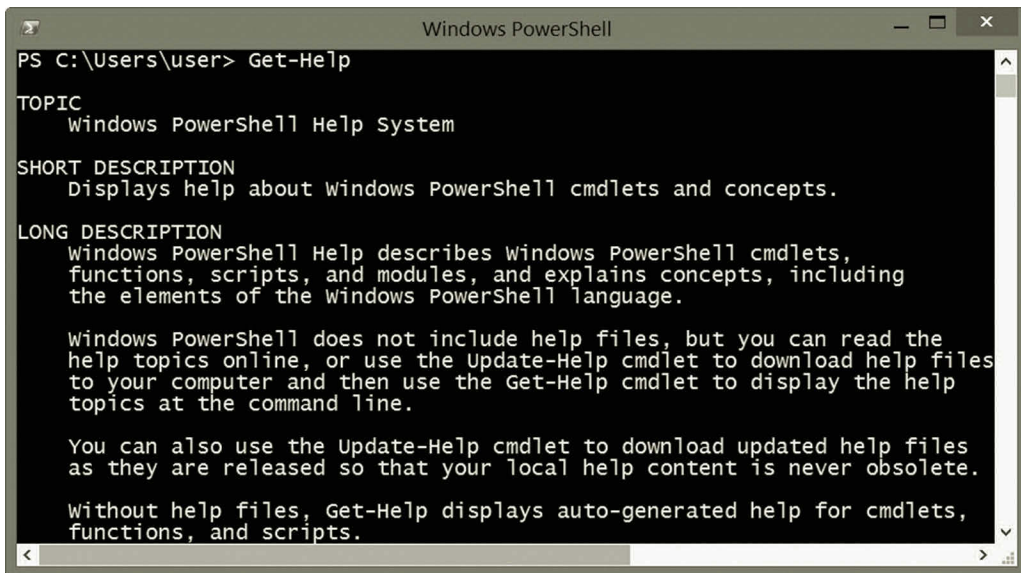 Windows PowerShell
PS C:\Users\user> Get-Help
TOPIC
Windows PowerShell Help System
SHORT DESCRIPTION
Displays help about Windows PowerShell cmdlets and concepts.
LONG DESCRIPTION
Windows PowerShell Help describes Windows PowerShell cmdlets,
functions, scripts, and modules, and explains concepts, including
the elements of the Windows PowerShell language.
Windows PowerShell does not include help files, but you can read the
help topics online, or use the Update-Help cmdlet to download help files
to your computer and then use the Get-Help cmdlet to display the help
topics at the command line.
You can also use the Update-Help cmdlet to download updated help files
as they are released so that your local help content is never obsolete.
Without help files, Get-Help displays auto-generated help for cmdlets,
functions, and scripts.